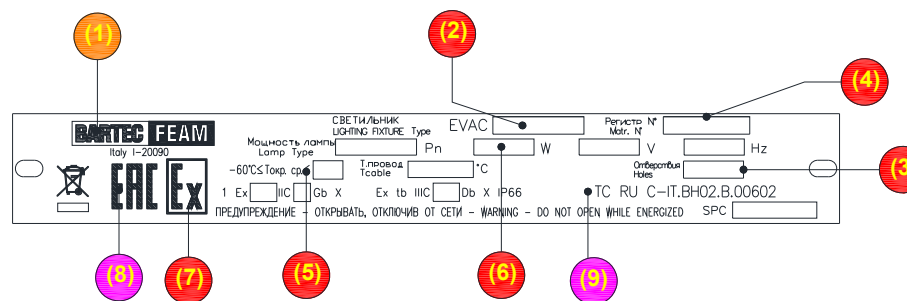 (1)
(2)
(4)
СВЕТИЛЬНИК
LIGHTING FIXTURE Type
EVAC
Регистр N°
Matr. N°
BARTEC FEAM
Italy I-20090
Мощность лампы
Lamp Type
Pn
W
V
Hz
-60°C≤Токр. ср.
Т.провод
Tcable
°C
Отверствия
Holes
(3
EAC Ex
1 Ex IIC Gb X Ex tb IIIC Db X IP66
TC RU C-IT.BH02.B.00602
ПРЕДУПРЕЖДЕНИЕ - ОТКРЫВАТЬ, ОТКЛЮЧИВ ОТ СЕТИ - WARNING - DO NOT OPEN WHILE ENERGIZED
SPC
(8)
(7)
(5)
(6)
(9)